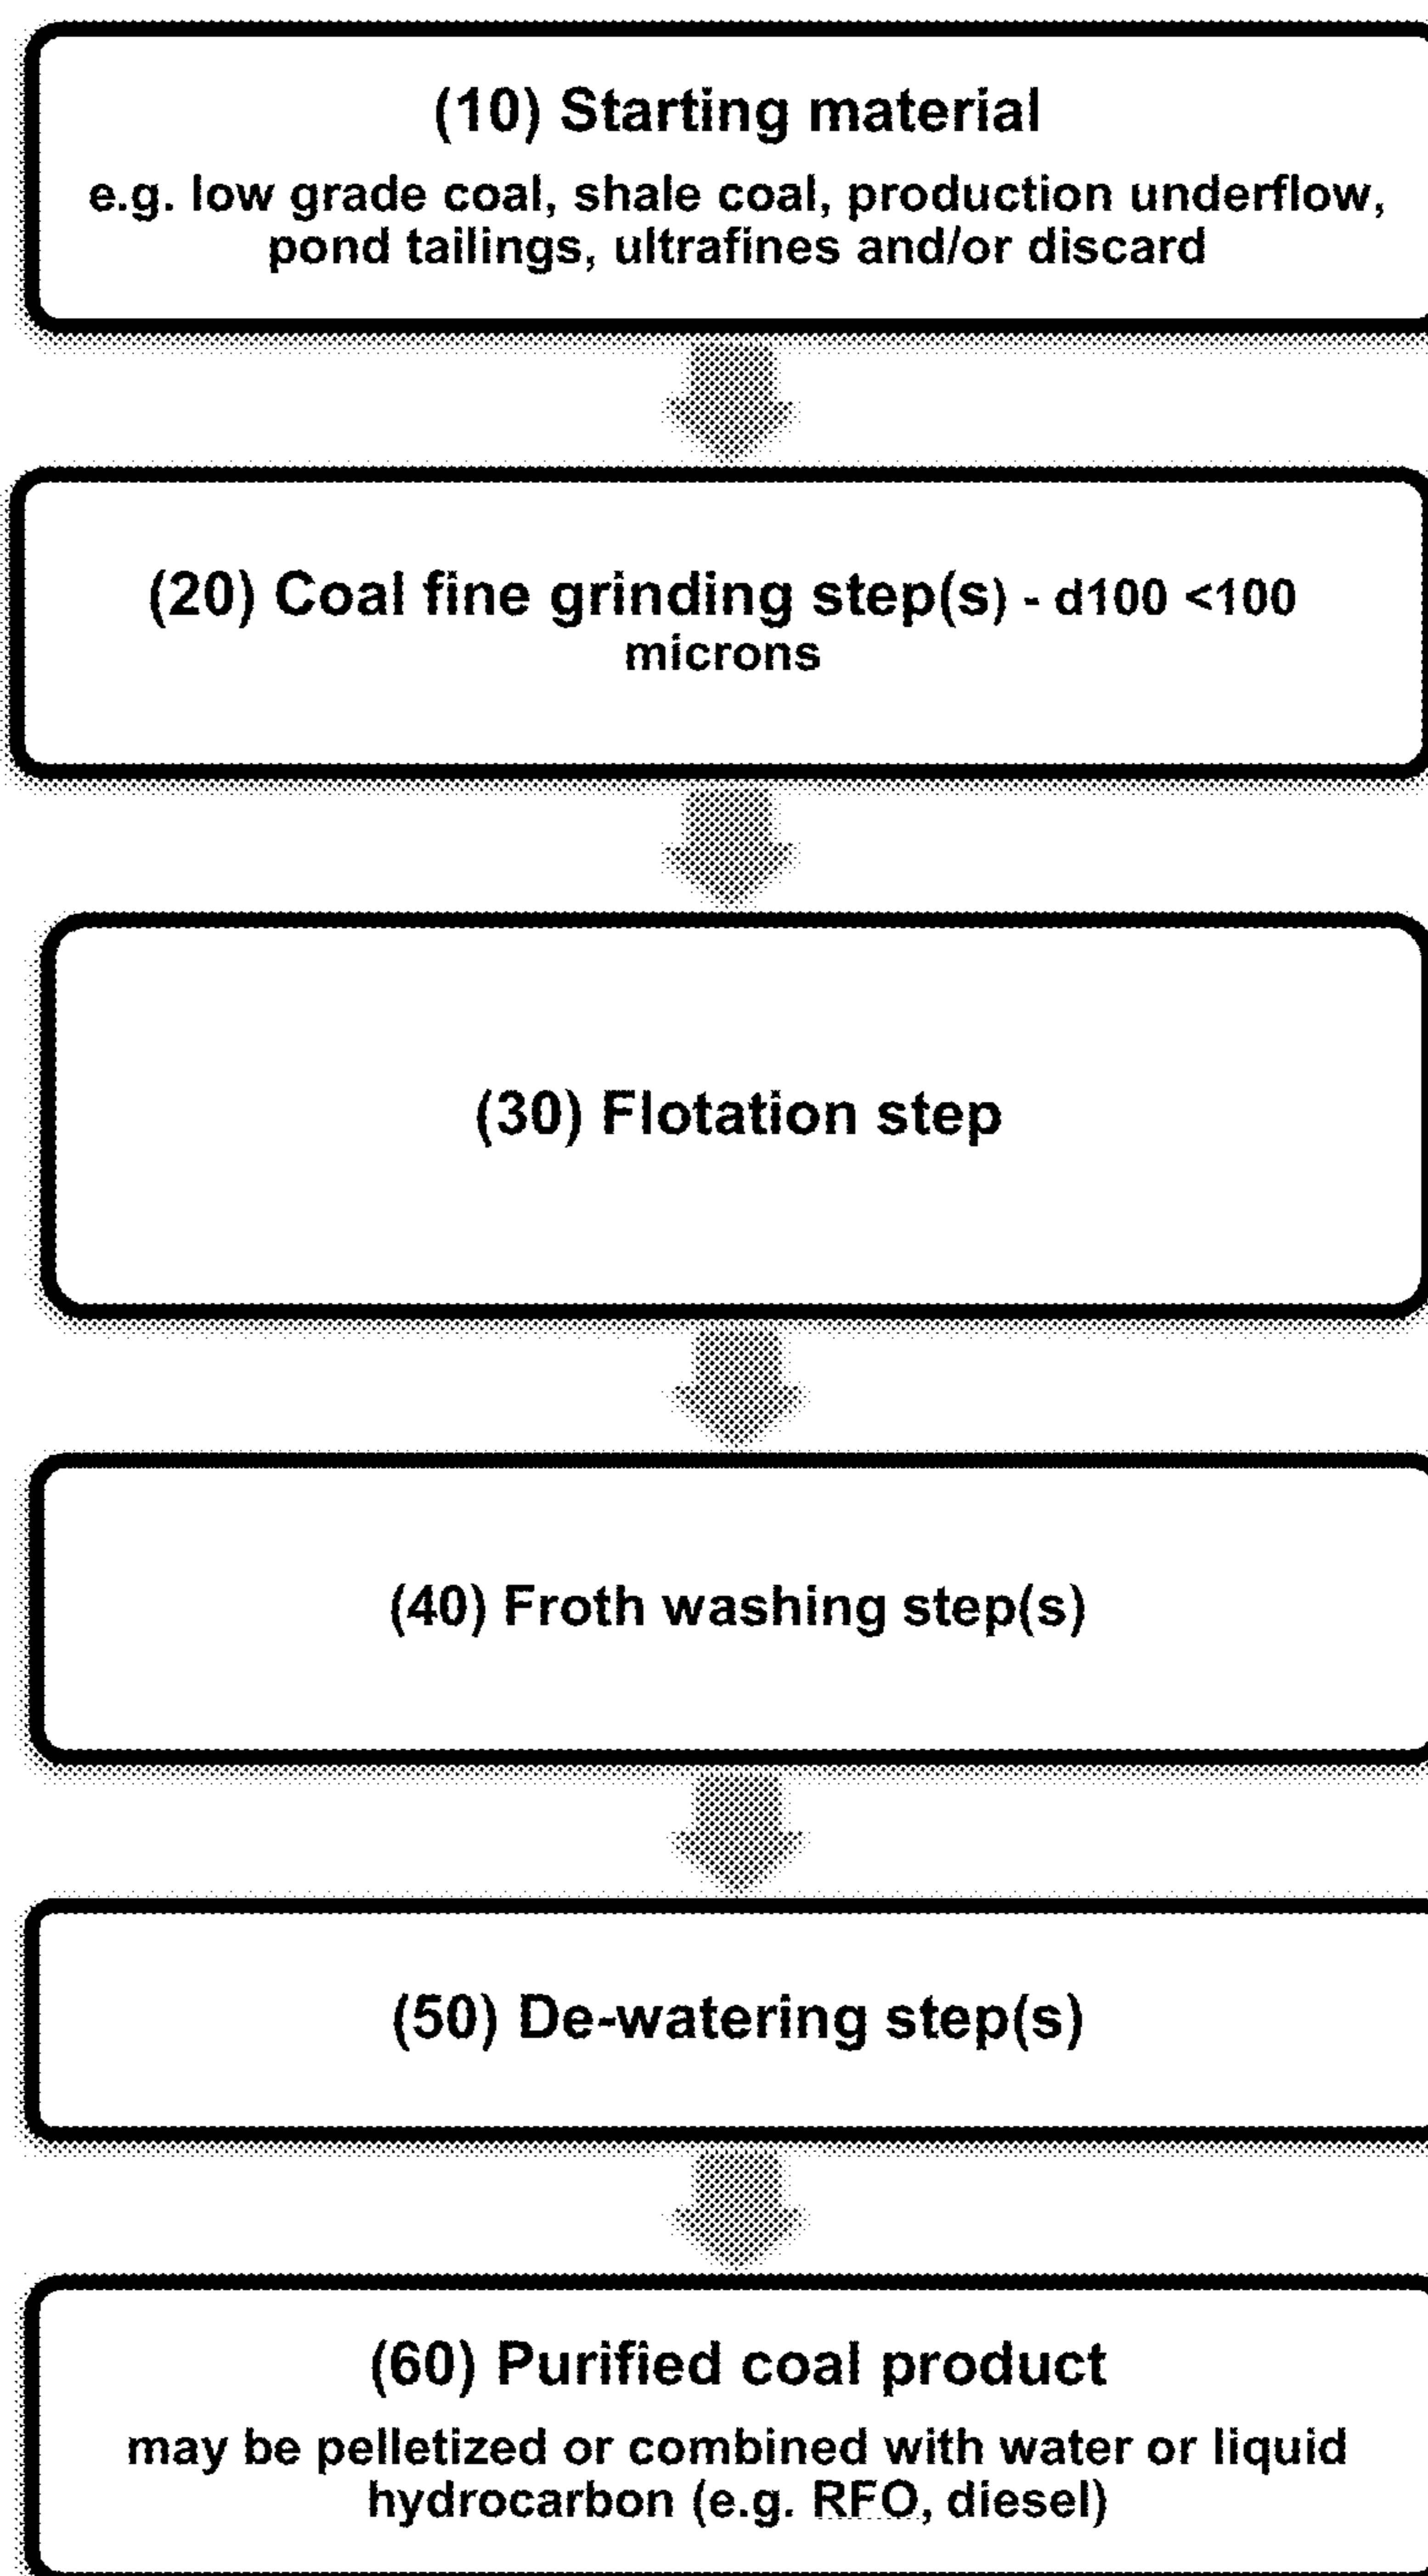 (10) Starting material
e.g. low grade coal, shale coal, production underflow,
pond tailings, ultrafines and/or discard
(20) Coal fine grinding step(s) - d100 <100
microns
(30) Flotation step
(40) Froth washing step(s)
(50) De-watering step(s)
(60) Purified coal product
may be pelletized or combined with water or liquid
hydrocarbon (e.g. RFO, diesel)